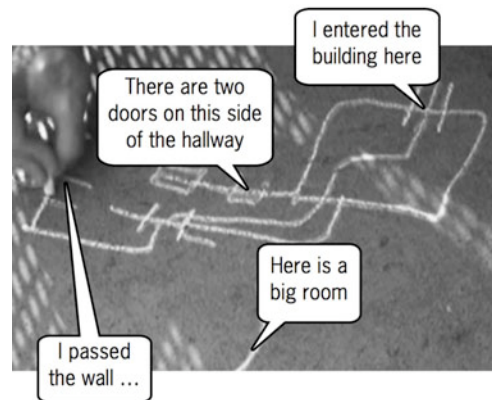 I entered the
building here
There are two
doors on this side
of the hallway
Here is a
big room
I passed
the wall …